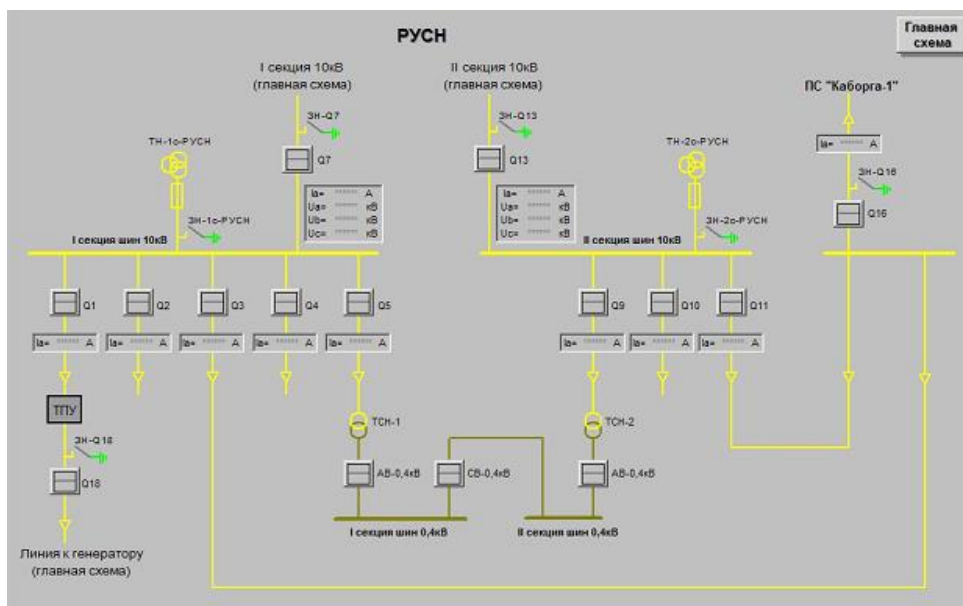 РУСН
Главная
схема
I секция 10кВ
(главная схема)
II секция 10кВ
(главная схема)
ПС "Каборга-1"
ЗН-Q7
ЗН-Q13
ТН-1с-РУСН
ТН-2с-РУСН
Q7
Q13
Ia= ****** А
ЗН-Q16
Q16
Ia= ****** А
Ua= ****** кВ
Ub= ****** кВ
Uc= ****** кВ
Ia= ****** А
Ua= ****** кВ
Ub= ****** кВ
Uc= ****** кВ
ЗН-1с-РУСН
ЗН-2с-РУСН
I секция шин 10кВ
II секция шин 10кВ
Q1
Q2
Q3
Q4
Q5
Q9
Q10
Q11
Ia= ****** А
Ia= ****** А
Ia= ****** А
Ia= ****** А
Ia= ****** А
Ia= ****** А
Ia= ****** А
Ia= ****** А
ТПУ
ТСН-1
ТСН-2
ЗН-Q18
Q18
АВ-0,4кВ
СВ-0,4кВ
АВ-0,4кВ
I секция шин 0,4кВ
II секция шин 0,4кВ
Линия к генератору
(главная схема)